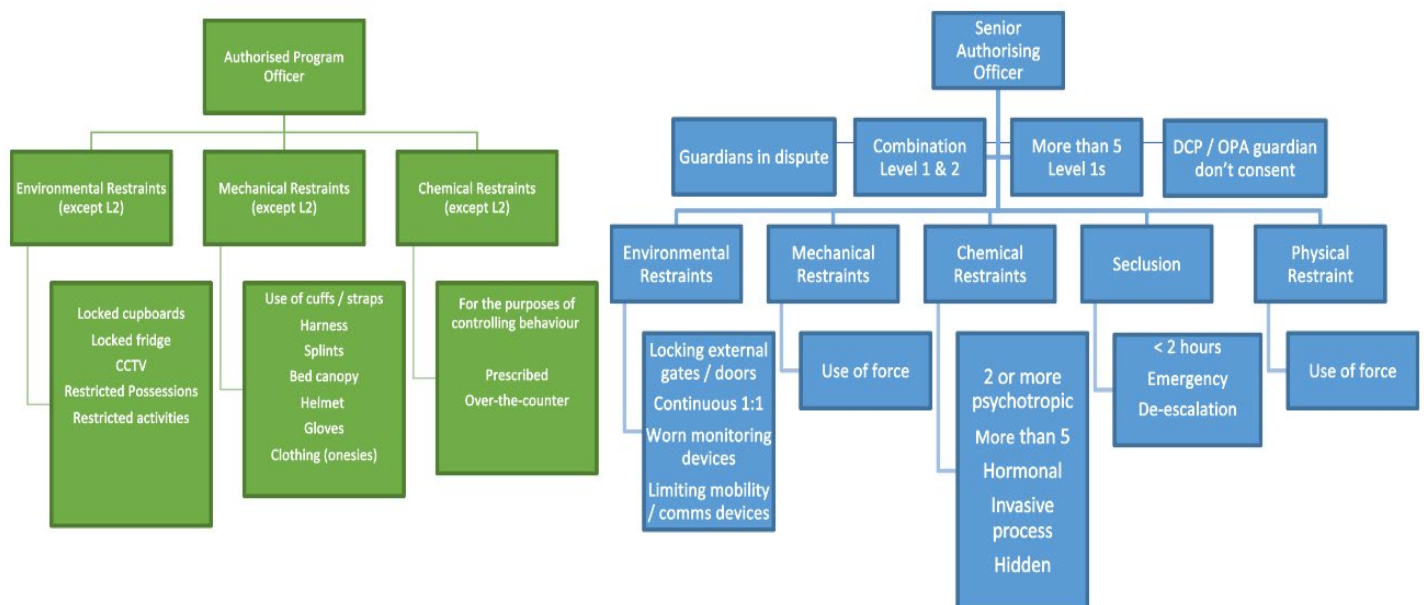 Authorised Program
Officer
Environmental Restraints
(except L2)
Mechanical Restraints
(except L2)
Chemical Restraints
(except L2)
Locked cupboards
Locked fridge
CCTV
Restricted Possessions
Restricted activities
Use of cuffs / straps
Harness
Splints
Bed canopy
Helmet
Gloves
Clothing (onesies)
For the purposes of
controlling behaviour
Prescribed
Over-the-counter
Senior
Authorising
Officer
Guardians in dispute
Combination
Level 1 & 2
More than 5
Level 1s
DCP / OPA guardian
don't consent
Environmental
Restraints
Mechanical
Restraints
Chemical
Restraints
Seclusion
Physical
Restraint
Locking external
gates / doors
Continuous 1:1
Worn monitoring
devices
Limiting mobility
/ comms devices
Use of force
2 or more
psychotropic
More than 5
Hormonal
Invasive
process
Hidden
< 2 hours
Emergency
De-escalation
Use of force